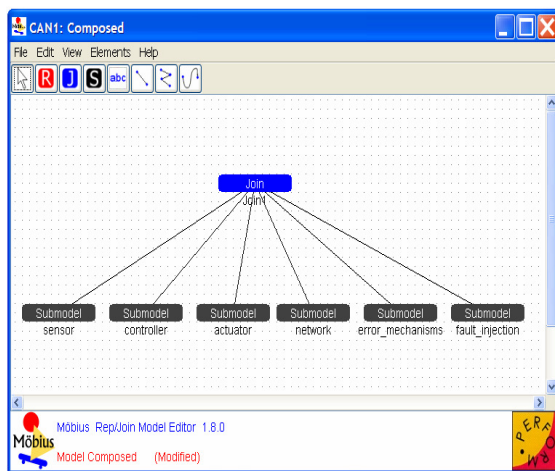 CAN1: Composed
File Edit View Elements Help
R J S abc
Join
Join1
Submodel Submodel Submodel Submodel Submodel Submodel
sensor controller actuator network error_mechanisms fault_injection
Möbius Rep/Join Model Editor 1.8.0
Möbius
Model Composed (Modified)
PERFORM